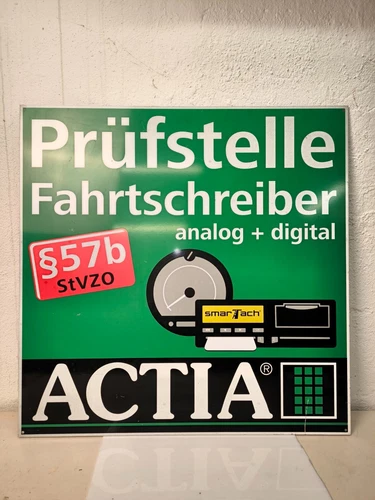 Prüfstelle
Fahrtschreiber
analog + digital
§57b
StVZO
smarTach®
ACTIA®